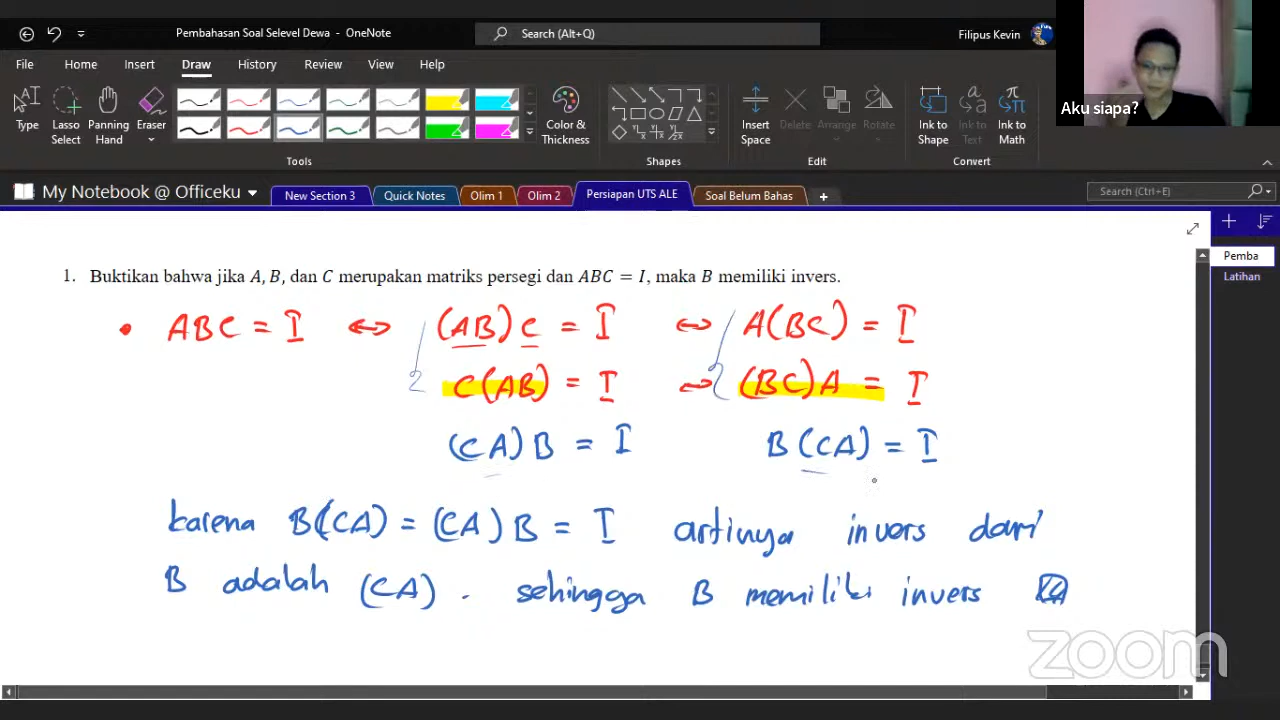 Pembahasan Soal Selevel Dewa - OneNote
Search (Alt+Q)
Filipus Kevin
File Home Insert Draw History Review View Help
Aku siapa?
Type
Lasso Select
Panning Hand
Eraser
Color & Thickness
Insert Space
Delete
Arrange
Rotate
Ink to Shape
Ink to Text
Ink to Math
Tools
Shapes
Edit
Convert
My Notebook @ Officeku
New Section 3
Quick Notes
Olim 1
Olim 2
Persiapan UTS ALE
Soal Belum Bahas
Search (Ctrl+E)
Pemba
Latihan
1. Buktikan bahwa jika A, B, dan C merupakan matriks persegi dan ABC = I, maka B memiliki invers.
• ABC = I ↔ (AB)C = I ↔ A(BC) = I
C(AB) = I ↔ (BC)A = I
(CA)B = I B(CA) = I
karena B(CA) = (CA)B = I artinya invers dari
B adalah (CA). sehingga B memiliki invers
zoom